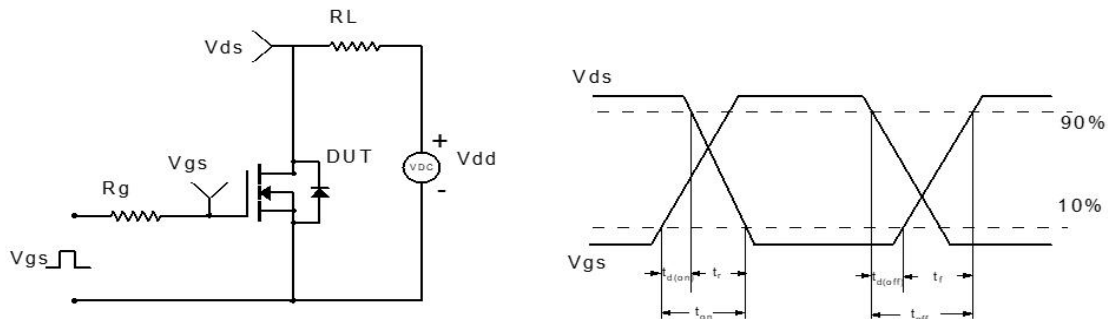 RL
Vds
Vgs
DUT
+
VDC
Vdd
-
Rg
Vgs
Vds
90%
10%
Vgs
td(on)
tr
td(off)
tf
ton
toff